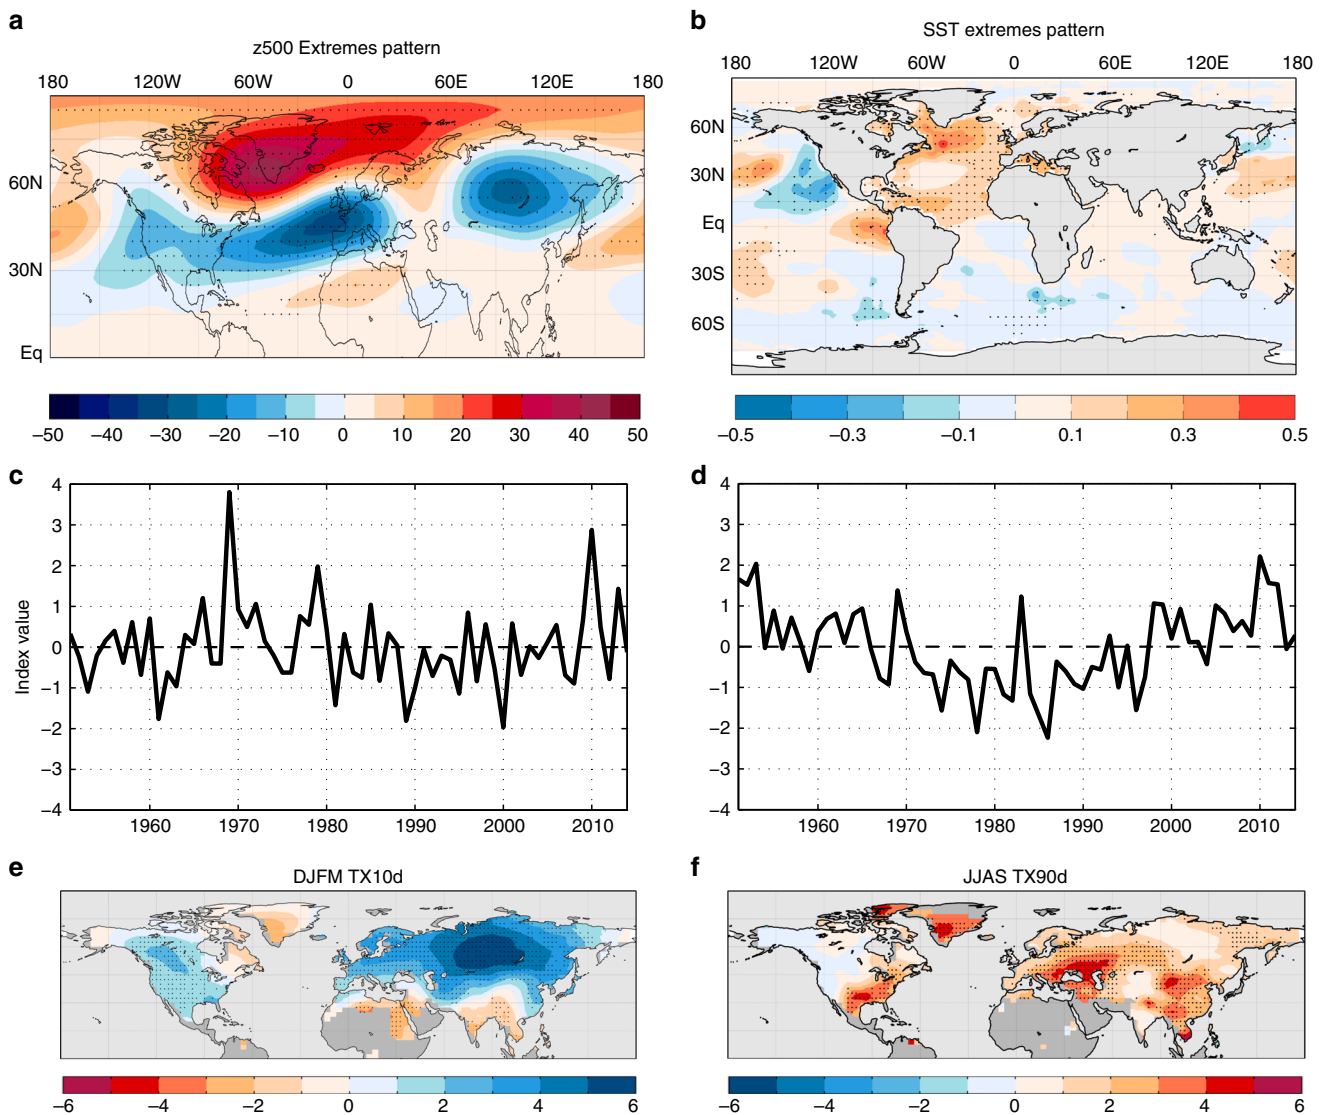 a
z500 Extremes pattern
180 120W 60W 0 60E 120E 180
60N
30N
Eq
−50 −40 −30 −20 −10 0 10 20 30 40 50
b
SST extremes pattern
180 120W 60W 0 60E 120E 180
60N
30N
Eq
30S
60S
−0.5 −0.3 −0.1 0.1 0.3 0.5
c
Index value
4
3
2
1
0
−1
−2
−3
−4
1960 1970 1980 1990 2000 2010
d
4
3
2
1
0
−1
−2
−3
−4
1960 1970 1980 1990 2000 2010
e
DJFM TX10d
−6 −4 −2 0 2 4 6
f
JJAS TX90d
−6 −4 −2 0 2 4 6